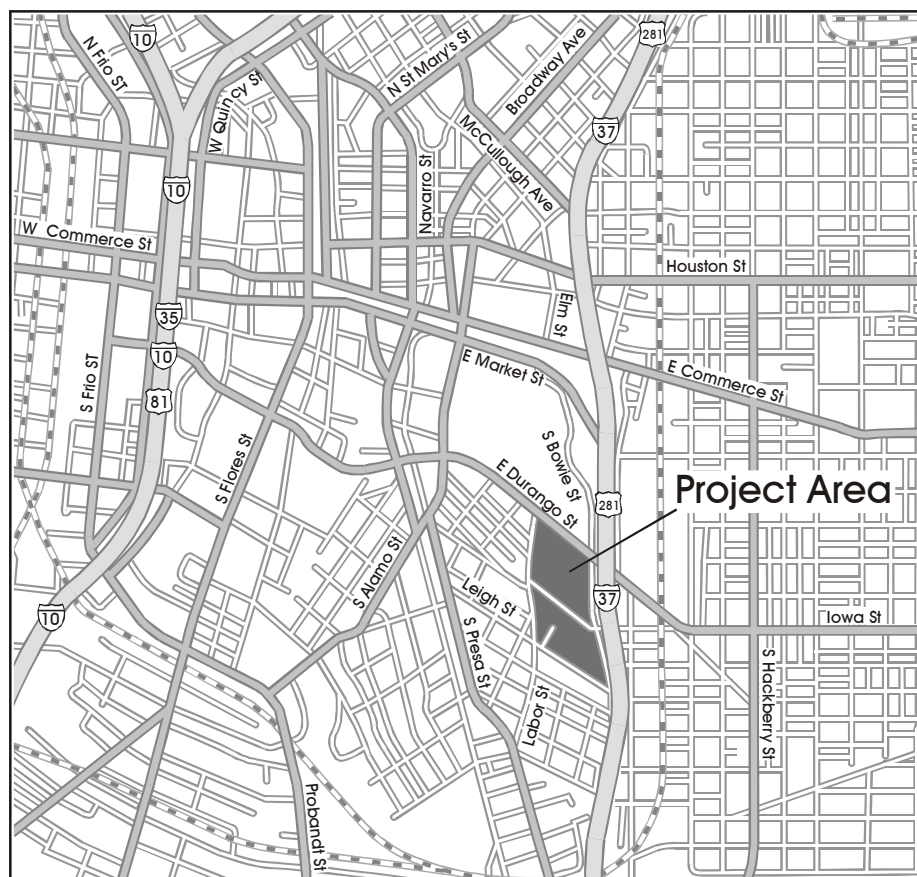 10
281
N Frio ST
W Quincy St
N St Mary's St
Broadway Ave
McCullough Ave
37
10
Navarro St
W Commerce St
Houston St
Elm St
35
10
E Market St
E Commerce St
S Frio ST
81
S Flores St
S Bowie St
E Durango St
Project Area
281
S Alamo St
Leigh St
37
10
Iowa St
S Presa St
S Hackberry St
Labor St
Probandt St